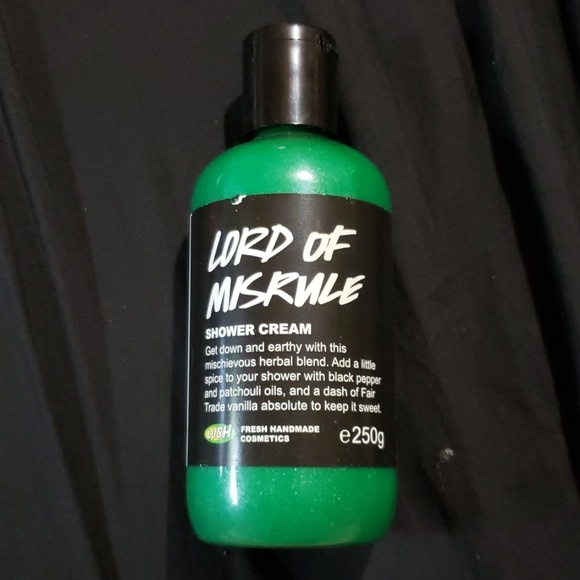 LORD OF
MISRULE
SHOWER CREAM
Get down and earthy with this
mischievous herbal blend. Add a little
spice to your shower with black pepper
and patchouli oils, and a dash of Fair
Trade vanilla absolute to keep it sweet.
LUSH
FRESH HANDMADE
COSMETICS
e250g